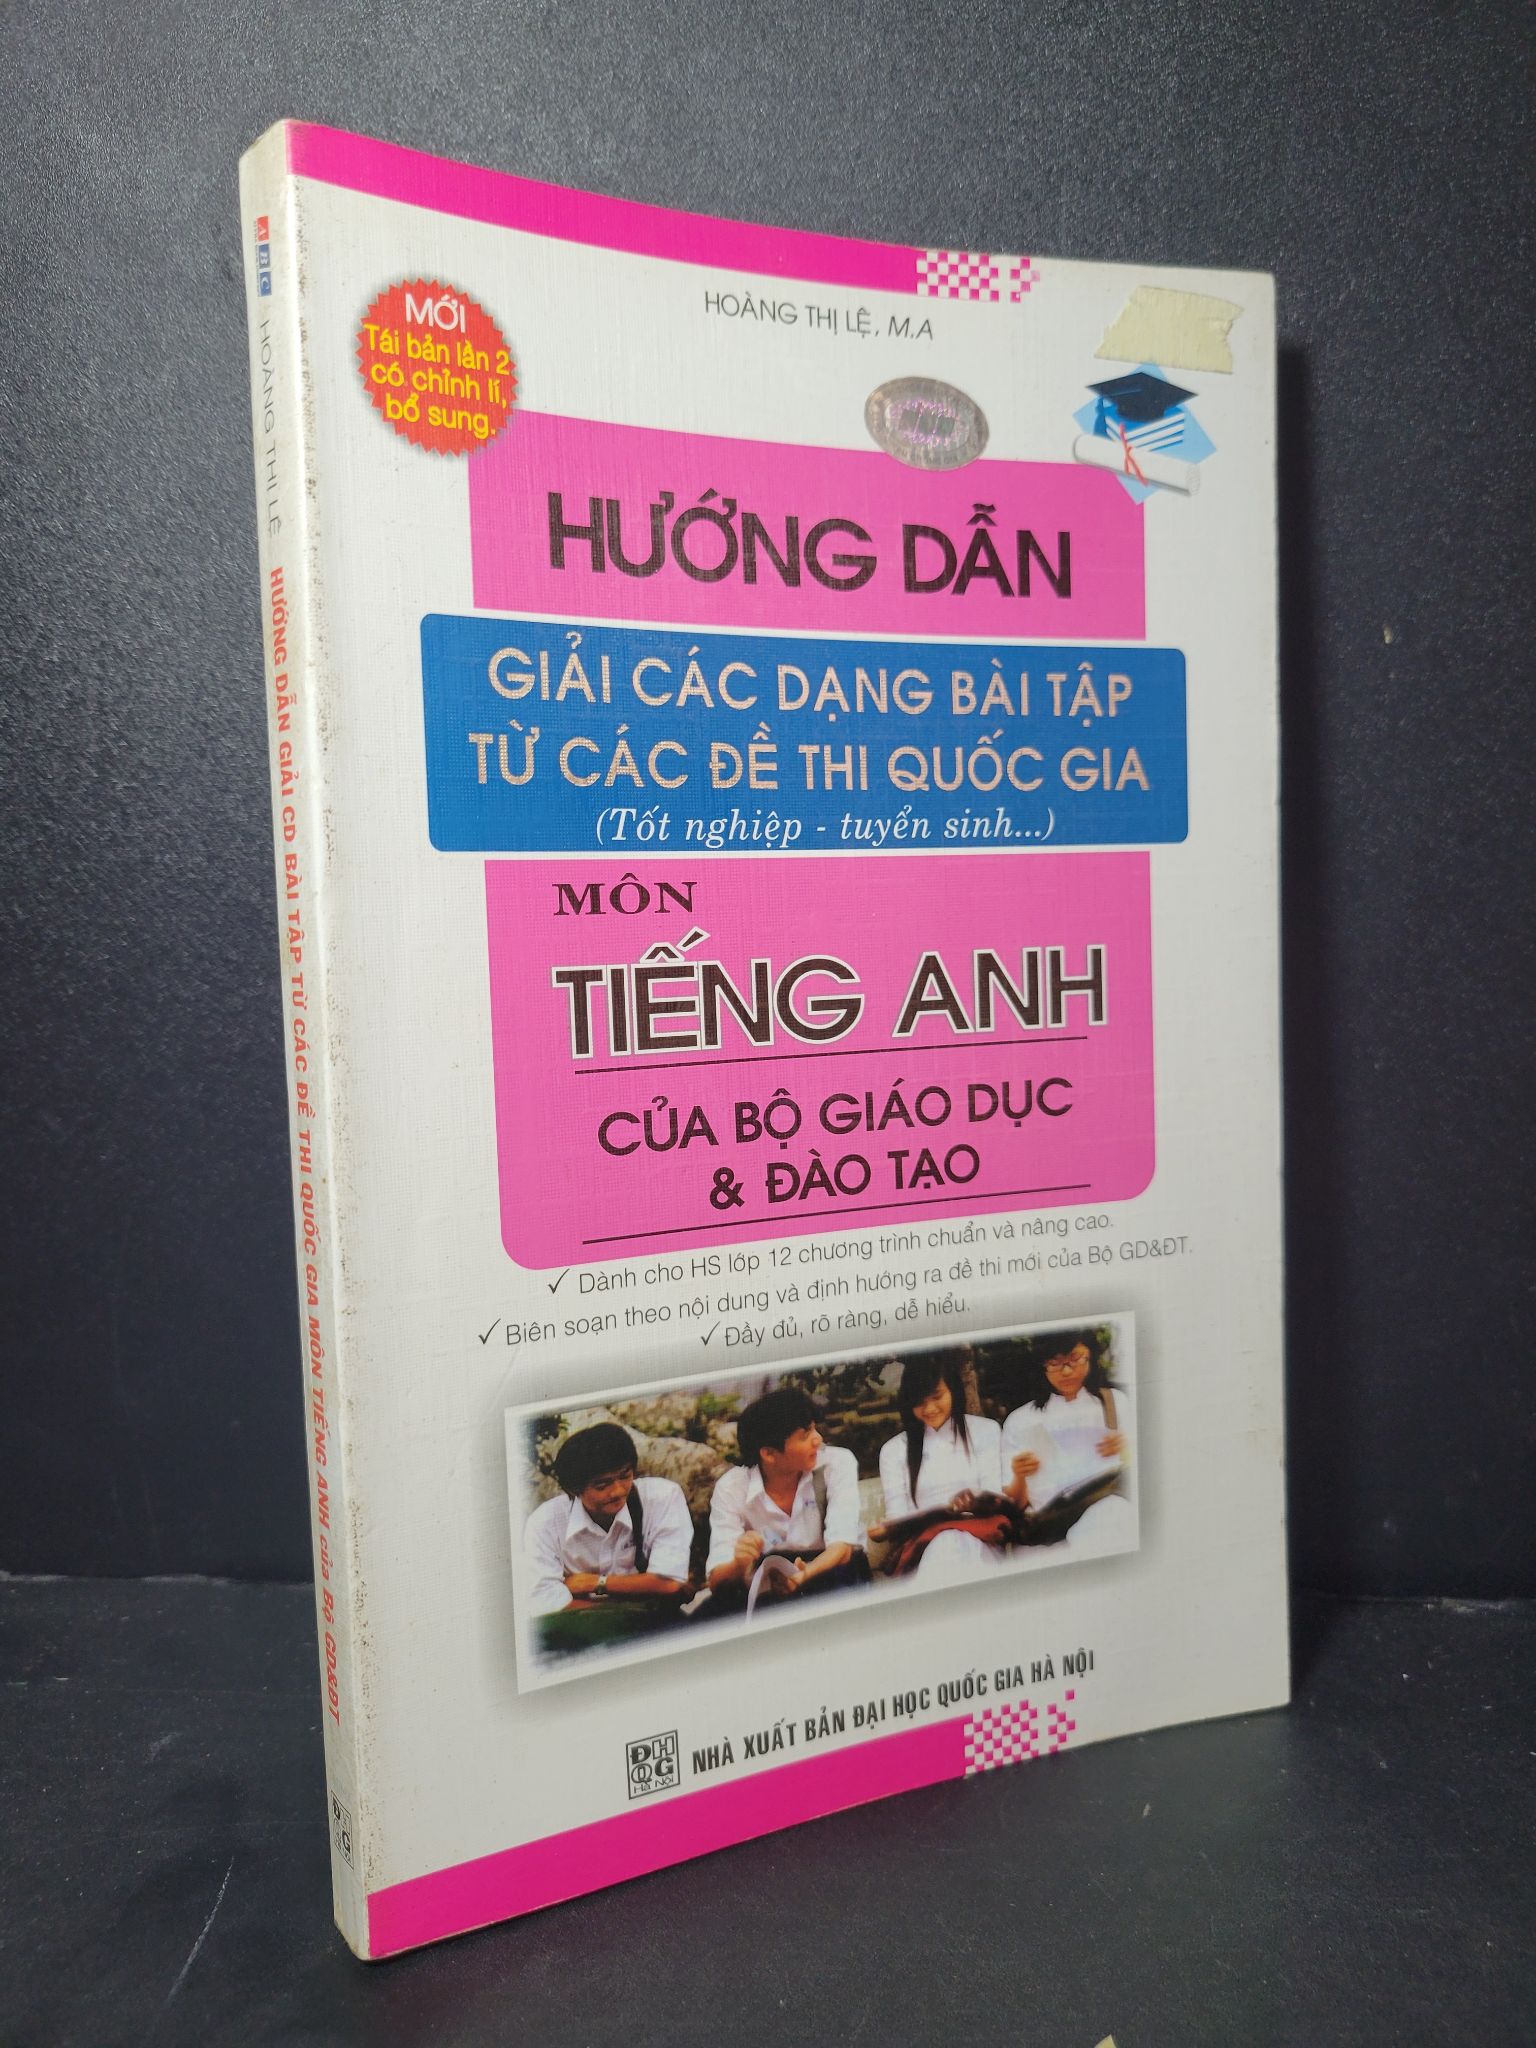 HOÀNG THỊ LỆ, M.A
MỚI
Tái bản lần 2
có chỉnh lí,
bổ sung.
HƯỚNG DẪN
GIẢI CÁC DẠNG BÀI TẬP
TỪ CÁC ĐỀ THI QUỐC GIA
(Tốt nghiệp - tuyển sinh...)
MÔN
TIẾNG ANH
CỦA BỘ GIÁO DỤC
& ĐÀO TẠO
✓ Dành cho HS lớp 12 chương trình chuẩn và nâng cao.
✓ Biên soạn theo nội dung và định hướng ra đề thi mới của Bộ GD&ĐT.
✓ Đầy đủ, rõ ràng, dễ hiểu.
ĐH
QG
Hà Nội
NHÀ XUẤT BẢN ĐẠI HỌC QUỐC GIA HÀ NỘI
ABC
HOÀNG THỊ LỆ
HƯỚNG DẪN GIẢI CD BÀI TẬP TỪ CÁC ĐỀ THI QUỐC GIA MÔN TIẾNG ANH của Bộ GD&ĐT